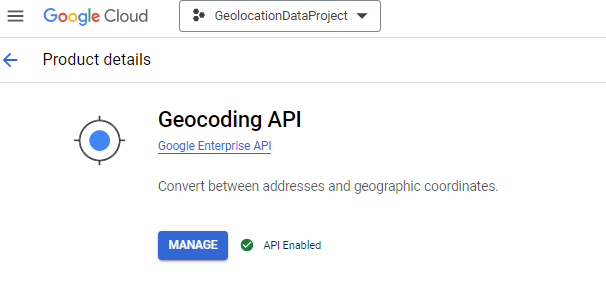 Google Cloud
GeolocationDataProject
Product details
Geocoding API
Google Enterprise API
Convert between addresses and geographic coordinates.
MANAGE
API Enabled